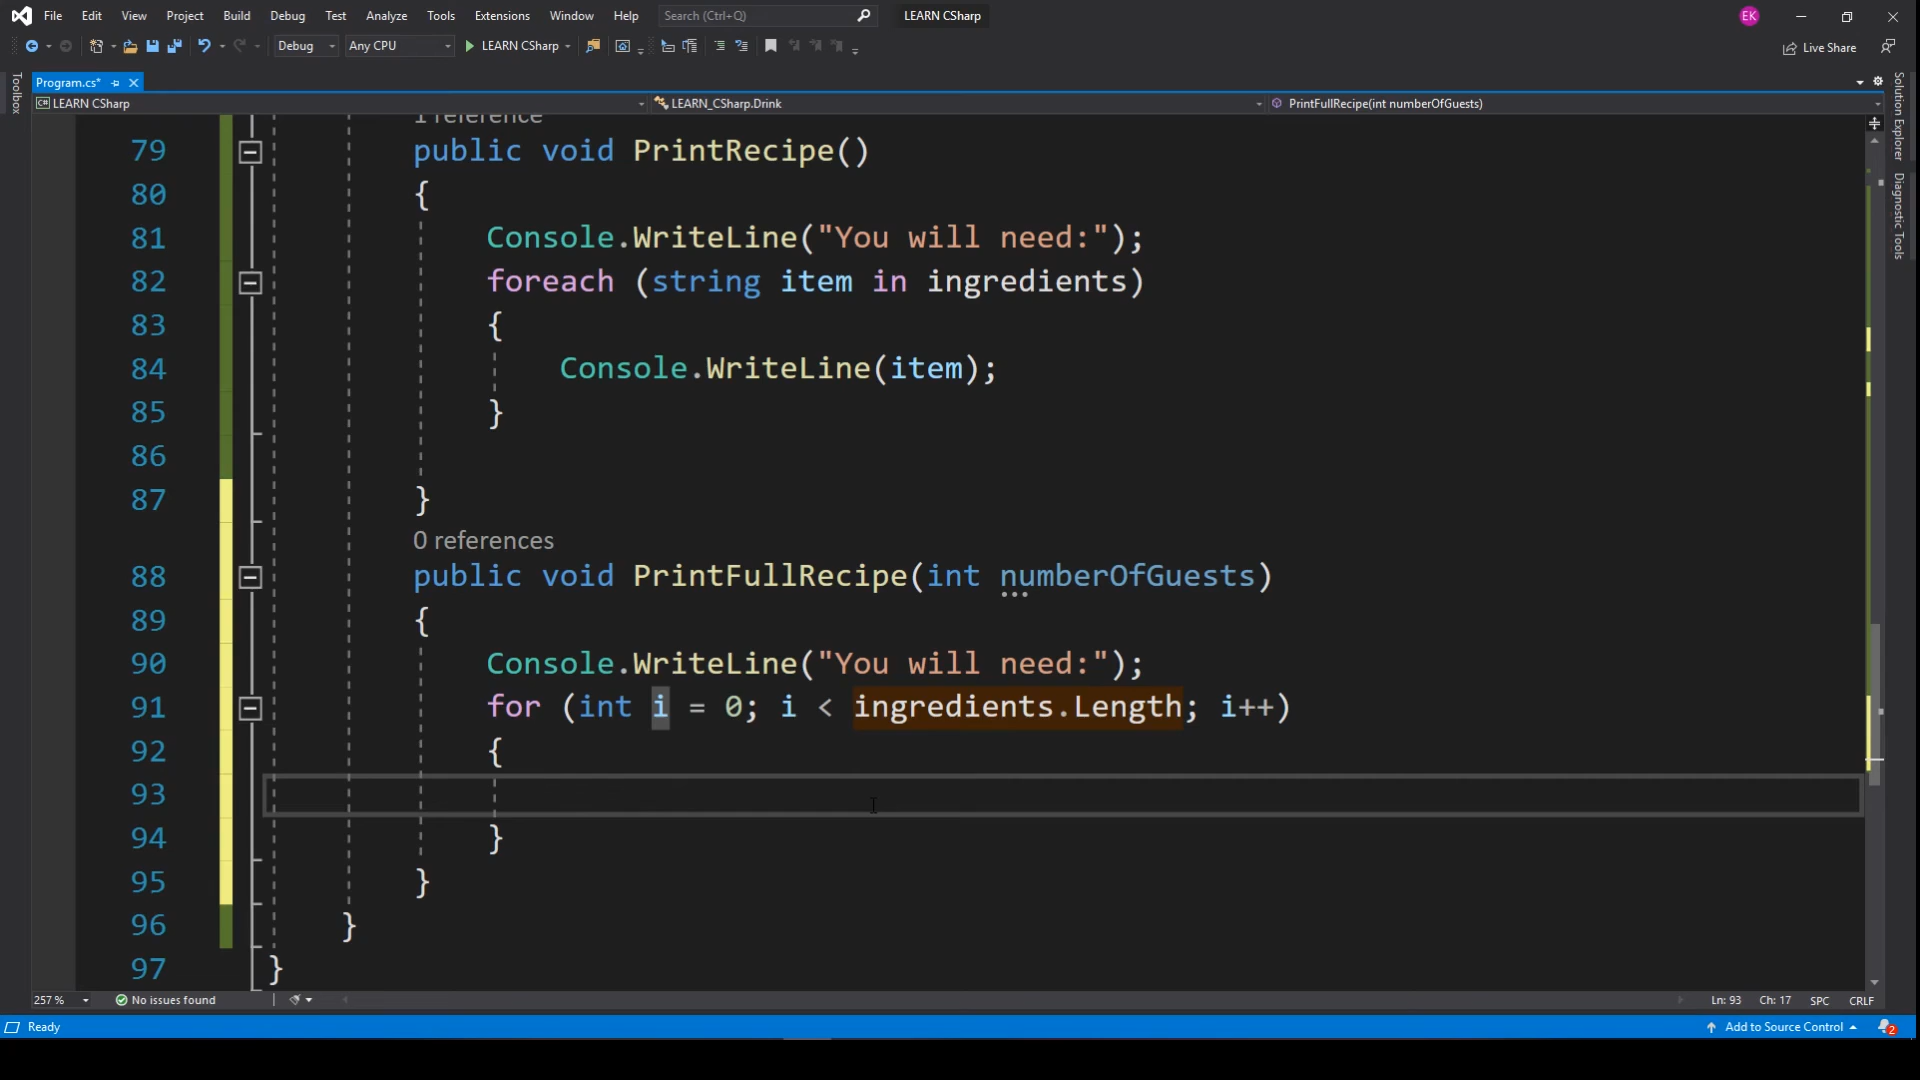 File Edit View Project Build Debug Test Analyze Tools Extensions Window Help Search (Ctrl+Q) LEARN CSharp EK
Debug Any CPU LEARN CSharp Live Share
Program.cs*
LEARN CSharp LEARN_CSharp.Drink PrintFullRecipe(int numberOfGuests)
Toolbox
Solution Explorer
Diagnostic Tools
1 reference
79 public void PrintRecipe()
80 {
81 Console.WriteLine("You will need:");
82 foreach (string item in ingredients)
83 {
84 Console.WriteLine(item);
85 }
86
87 }
0 references
88 public void PrintFullRecipe(int numberOfGuests)
89 {
90 Console.WriteLine("You will need:");
91 for (int i = 0; i < ingredients.Length; i++)
92 {
93
94 }
95 }
96 }
97 }
257 % No issues found Ln: 93 Ch: 17 SPC CRLF
Ready Add to Source Control 2